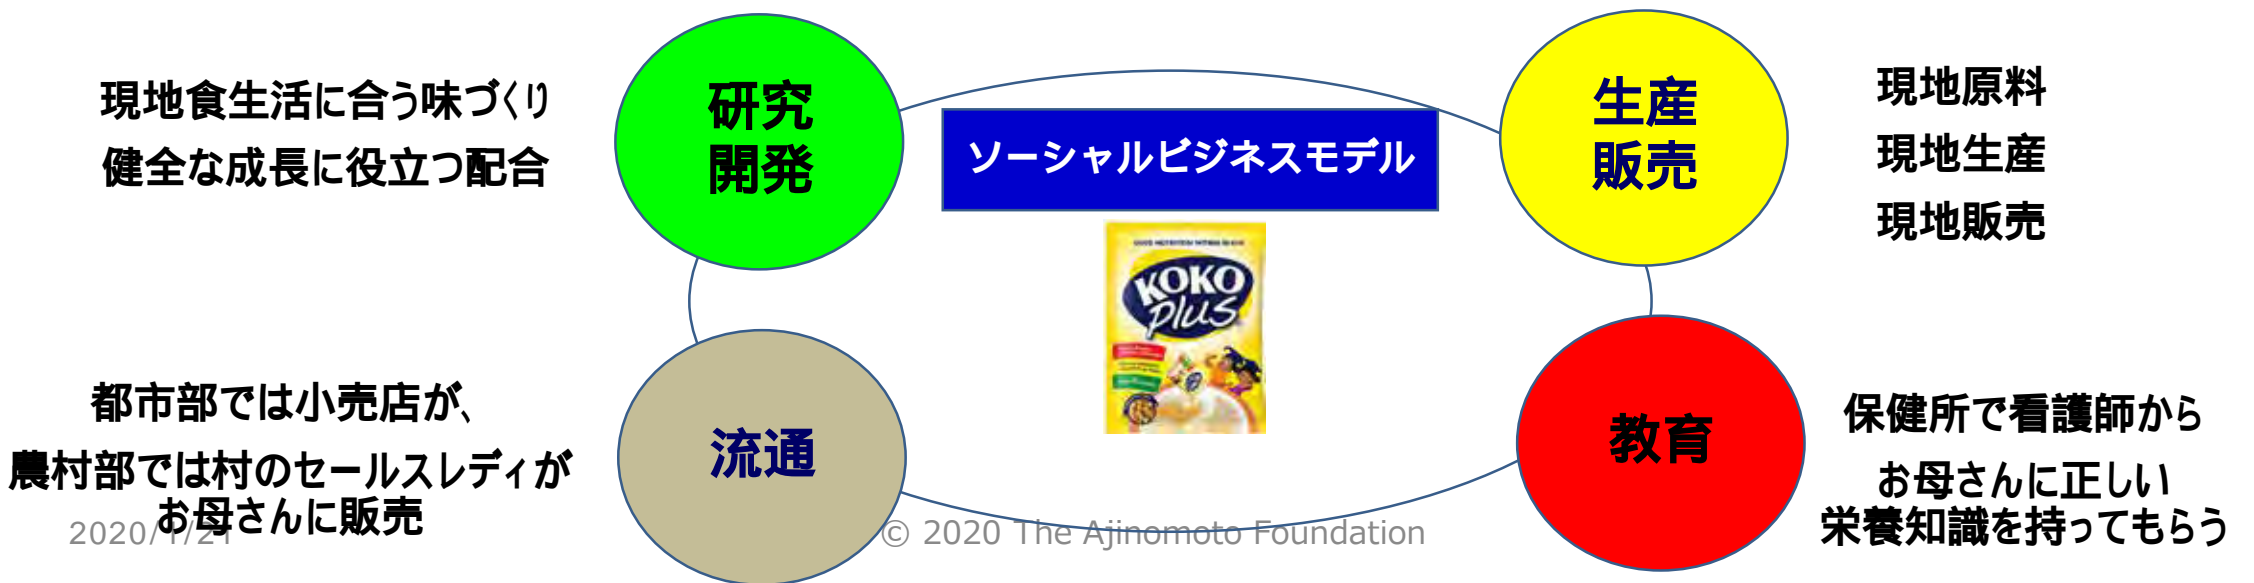 現地食生活に合う味づくり
健全な成長に役立つ配合
研究
開発
ソーシャルビジネスモデル
生産
販売
現地原料
現地生産
現地販売
KOKO
plus
都市部では小売店が、
農村部では村のセールスレディが
お母さんに販売
流通
教育
保健所で看護師から
お母さんに正しい
栄養知識を持ってもらう
2020/1/21
© 2020 The Ajinomoto Foundation